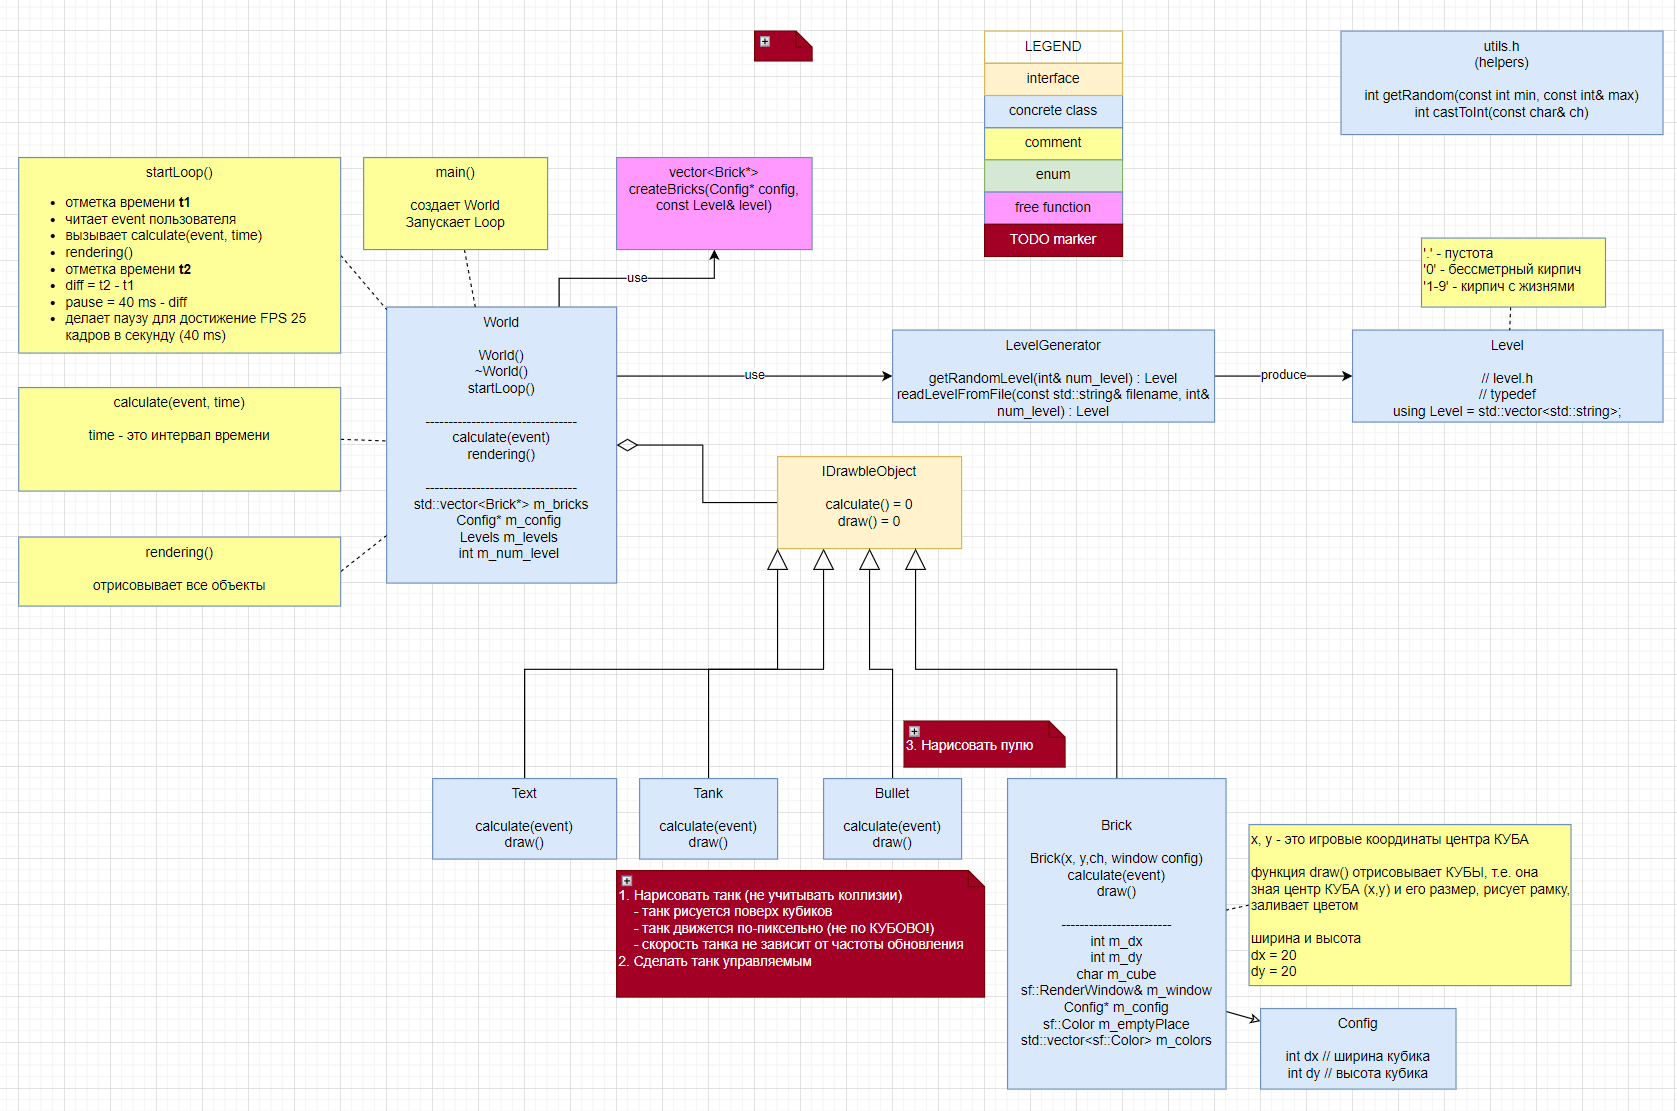 LEGEND
interface
concrete class
comment
enum
free function
TODO marker
utils.h
(helpers)
int getRandom(const int min, const int& max)
int castToInt(const char& ch)
startLoop()
• отметка времени t1
• читает event пользователя
• вызывает calculate(event, time)
• rendering()
• отметка времени t2
• diff = t2 - t1
• pause = 40 ms - diff
• делает паузу для достижение FPS 25
кадров в секунду (40 ms)
main()
создает World
Запускает Loop
vector<Brick*>
createBricks(Config* config,
const Level& level)
use
'.' - пустота
'0' - бессметрный кирпич
'1-9' - кирпич с жизнями
World
World()
~World()
startLoop()
---------------------------------
calculate(event)
rendering()
---------------------------------
std::vector<Brick*> m_bricks
Config* m_config
Levels m_levels
int m_num_level
use
LevelGenerator
getRandomLevel(int& num_level) : Level
readLevelFromFile(const std::string& filename, int&
num_level) : Level
produce
Level
// level.h
// typedef
using Level = std::vector<std::string>;
calculate(event, time)
time - это интервал времени
rendering()
отрисовывает все объекты
IDrawbleObject
calculate() = 0
draw() = 0
3. Нарисовать пулю
Text
calculate(event)
draw()
Tank
calculate(event)
draw()
Bullet
calculate(event)
draw()
Brick
Brick(x, y,ch, window config)
calculate(event)
draw()
------------------------
int m_dx
int m_dy
char m_cube
sf::RenderWindow& m_window
Config* m_config
sf::Color m_emptyPlace
std::vector<sf::Color> m_colors
1. Нарисовать танк (не учитывать коллизии)
- танк рисуется поверх кубиков
- танк движется по-пиксельно (не по КУБОВО!)
- скорость танка не зависит от частоты обновления
2. Сделать танк управляемым
x, y - это игровые координаты центра КУБА
функция draw() отрисовывает КУБЫ, т.е. она
зная центр КУБА (x,y) и его размер, рисует рамку,
заливает цветом
ширина и высота
dx = 20
dy = 20
Config
int dx // ширина кубика
int dy // высота кубика